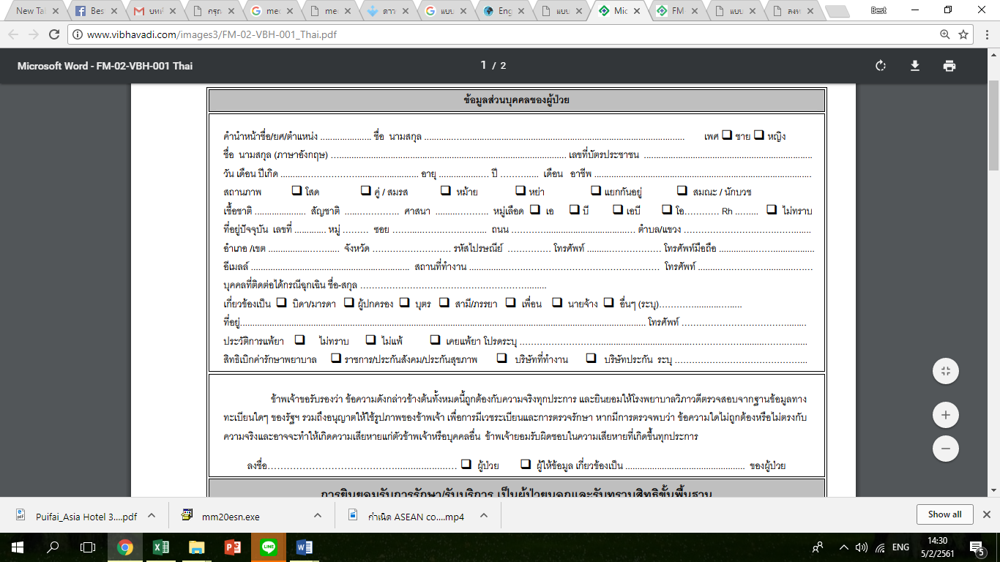 New Ta
Bes
บทค
กรุก
med
me
ดาว
แบบ
Eng
แบบ
Mic
FM
แบบ
ลงท
Best
www.vibhavadi.com/images3/FM-02-VBH-001_Thai.pdf
Microsoft Word - FM-02-VBH-001 Thai
1 / 2
ข้อมูลส่วนบุคคลของผู้ป่วย
คำนำหน้าชื่อ/ยศ/ตำแหน่ง ..................... ชื่อ นามสกุล .......................................................... เพศ ❑ ชาย ❑ หญิง
ชื่อ นามสกุล (ภาษาอังกฤษ) .......................................................... เลขที่บัตรประชาชน ..........................................
วัน เดือน ปีเกิด .......................................... อายุ ..................... ปี .............. เดือน อาชีพ ..........................................
สถานภาพ ❑ โสด ❑ คู่ / สมรส ❑ หม้าย ❑ หย่า ❑ แยกกันอยู่ ❑ สมณะ / นักบวช
เชื้อชาติ ..................... สัญชาติ ..................... ศาสนา ..................... หมู่เลือด ❑ เอ ❑ บี ❑ เอบี ❑ โอ............ Rh ......... ❑ ไม่ทราบ
ที่อยู่ปัจจุบัน เลขที่ ............. หมู่ ......... ซอย .............................. ถนน .......................................... ตำบล/แขวง ..........................................
อำเภอ /เขต ............................ จังหวัด ............................ รหัสไปรษณีย์ ................ โทรศัพท์ ............................ โทรศัพท์มือถือ ..............................
อีเมลล์ .......................................................... สถานที่ทำงาน .......................................................... โทรศัพท์ ..........................................
บุคคลที่ติดต่อได้กรณีฉุกเฉิน ชื่อ-สกุล ..........................................................
เกี่ยวข้องเป็น ❑ บิดา/มารดา ❑ ผู้ปกครอง ❑ บุตร ❑ สามี/ภรรยา ❑ เพื่อน ❑ นายจ้าง ❑ อื่นๆ (ระบุ)..............................
ที่อยู่.......................................................... โทรศัพท์ ..........................................
ประวัติการแพ้ยา ❑ ไม่ทราบ ❑ ไม่แพ้ ❑ เคยแพ้ยา โปรดระบุ ..........................................................
สิทธิเบิกค่ารักษาพยาบาล ❑ ราชการ/ประกันสังคม/ประกันสุขภาพ ❑ บริษัทที่ทำงาน ❑ บริษัทประกัน ระบุ ..........................................
ข้าพเจ้าขอรับรองว่า ข้อความดังกล่าวข้างต้นทั้งหมดนี้ถูกต้องกับความจริงทุกประการ และยินยอมให้โรงพยาบาลวิภาวดีตรวจสอบจากฐานข้อมูลทาง
ทะเบียนใดๆ ของรัฐฯ รวมถึงอนุญาตให้ใช้รูปภาพของข้าพเจ้า เพื่อการมีเวชระเบียนและการตรวจรักษา หากมีการตรวจพบว่า ข้อความใดไม่ถูกต้องหรือไม่ตรงกับ
ความจริงและอาจจะทำให้เกิดความเสียหายแก่ตัวข้าพเจ้าหรือบุคคลอื่น ข้าพเจ้ายอมรับผิดชอบในความเสียหายที่เกิดขึ้นทุกประการ
ลงชื่อ.......................................................... ❑ ผู้ป่วย ❑ ผู้ให้ข้อมูล เกี่ยวข้องเป็น .......................................... ของผู้ป่วย
การยินยอมรับการรักษา/รับบริการ เป็นผู้ป่วยนอกและรับทราบสิทธิขั้นพื้นฐาน
Puifai_Asia Hotel 3....pdf
mm20esn.exe
กำเนิด ASEAN co....mp4
Show all
LINE
ENG
14:30
5/2/2561
5